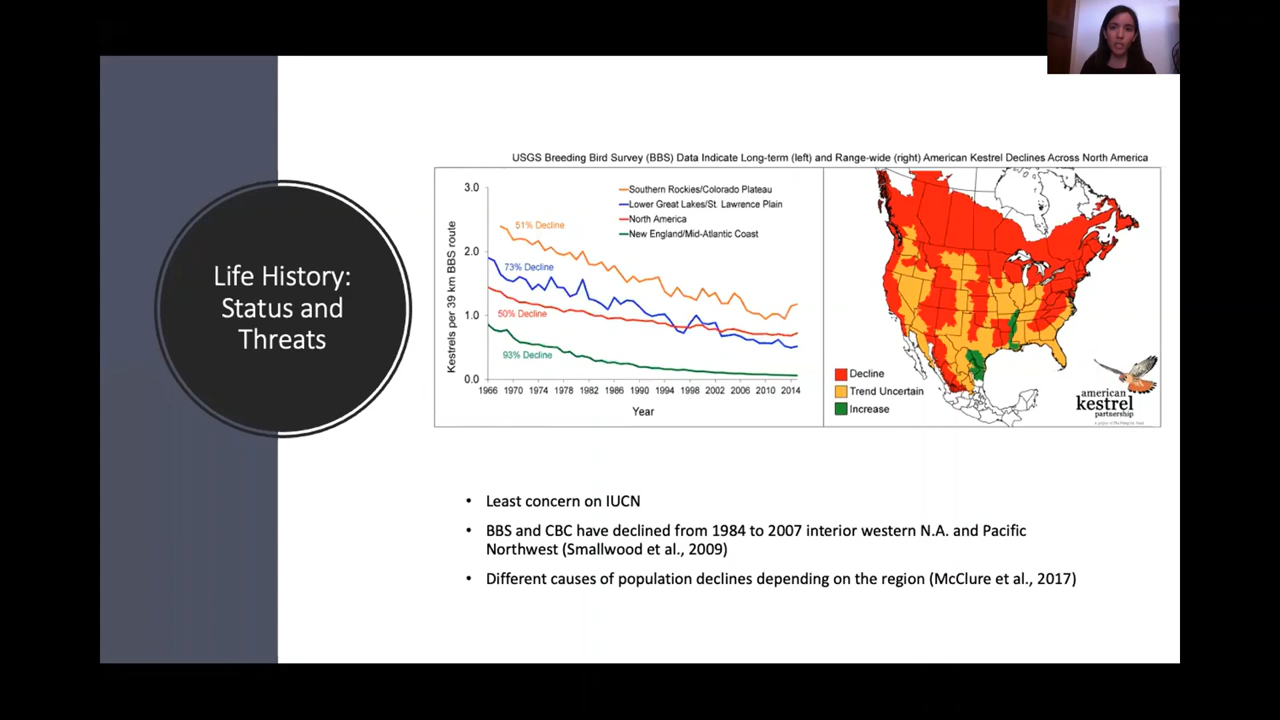 Life History:
Status and
Threats
USGS Breeding Bird Survey (BBS) Data Indicate Long-term (left) and Range-wide (right) American Kestrel Declines Across North America
Kestrels per 39 km BBS route
3.0
2.0
1.0
0.0
Southern Rockies/Colorado Plateau
Lower Great Lakes/St. Lawrence Plain
North America
New England/Mid-Atlantic Coast
51% Decline
73% Decline
50% Decline
93% Decline
1966 1970 1974 1978 1982 1986 1990 1994 1998 2002 2006 2010 2014
Year
Decline
Trend Uncertain
Increase
american
kestrel
partnership
• Least concern on IUCN
• BBS and CBC have declined from 1984 to 2007 interior western N.A. and Pacific
Northwest (Smallwood et al., 2009)
• Different causes of population declines depending on the region (McClure et al., 2017)